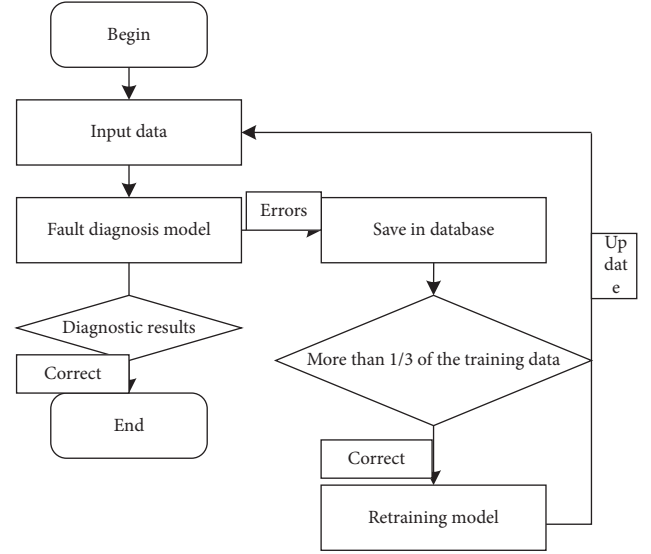 Begin
Input data
Fault diagnosis model
Errors
Save in database
Up
dat
e
Diagnostic results
More than 1/3 of the training data
Correct
End
Correct
Retraining model